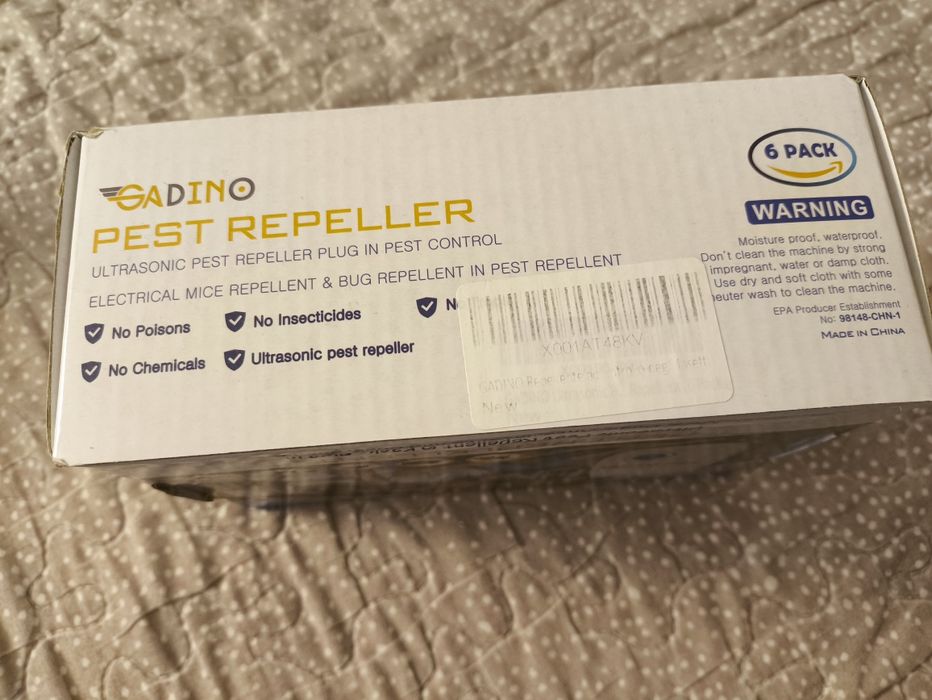 GADINO
PEST REPELLER
ULTRASONIC PEST REPELLER PLUG IN PEST CONTROL
ELECTRICAL MICE REPELLENT & BUG REPELLENT IN PEST REPELLENT
No Poisons
No Insecticides
No Chemicals
Ultrasonic pest repeller
6 PACK
WARNING
Moisture proof, waterproof.
Don't clean the machine by strong
impregnant, water or damp cloth.
Use dry and soft cloth with some
neuter wash to clean the machine.
EPA Producer Establishment
No: 98148-CHN-1
MADE IN CHINA
X001AT48KV
GADINO
New